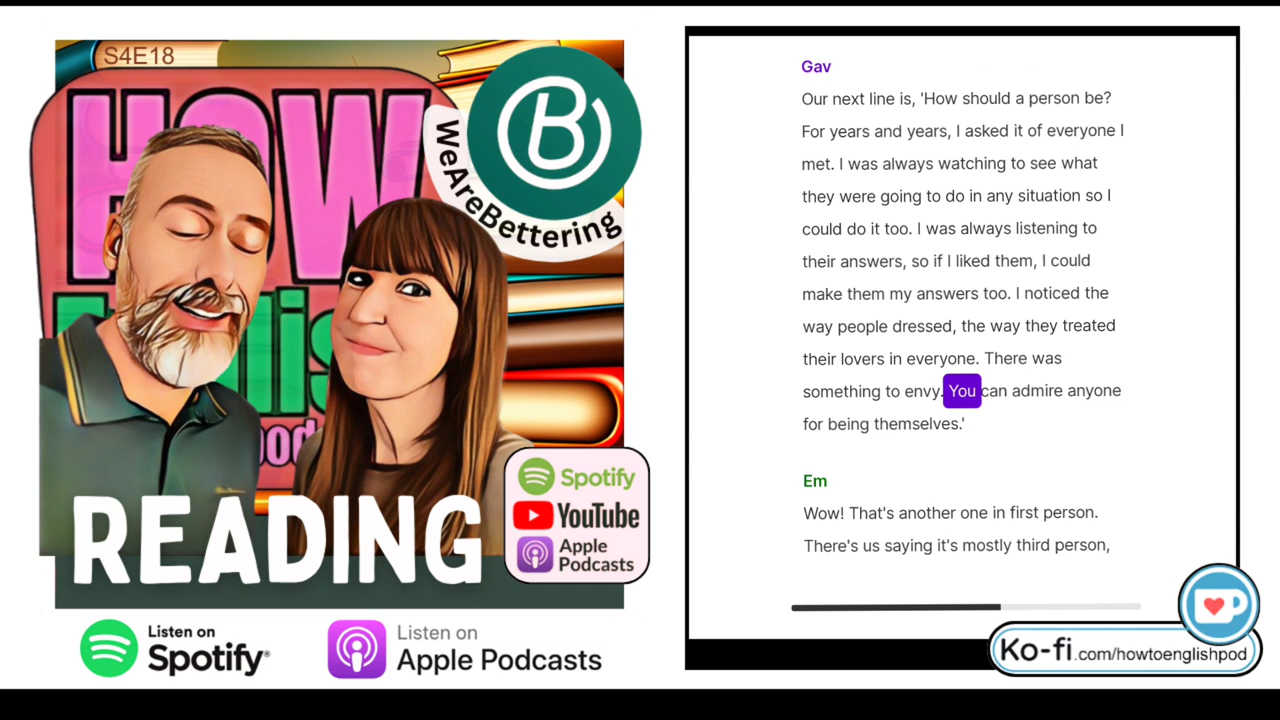 S4E18
HOW
B
WeAreBettering
READING
Spotify
YouTube
Apple
Podcasts
Listen on
Spotify®
Listen on
Apple Podcasts
Gav
Our next line is, 'How should a person be?
For years and years, I asked it of everyone I
met. I was always watching to see what
they were going to do in any situation so I
could do it too. I was always listening to
their answers, so if I liked them, I could
make them my answers too. I noticed the
way people dressed, the way they treated
their lovers in everyone. There was
something to envy. You can admire anyone
for being themselves.'
Em
Wow! That's another one in first person.
There's us saying it's mostly third person,
Ko-fi.com/howtoenglishpod